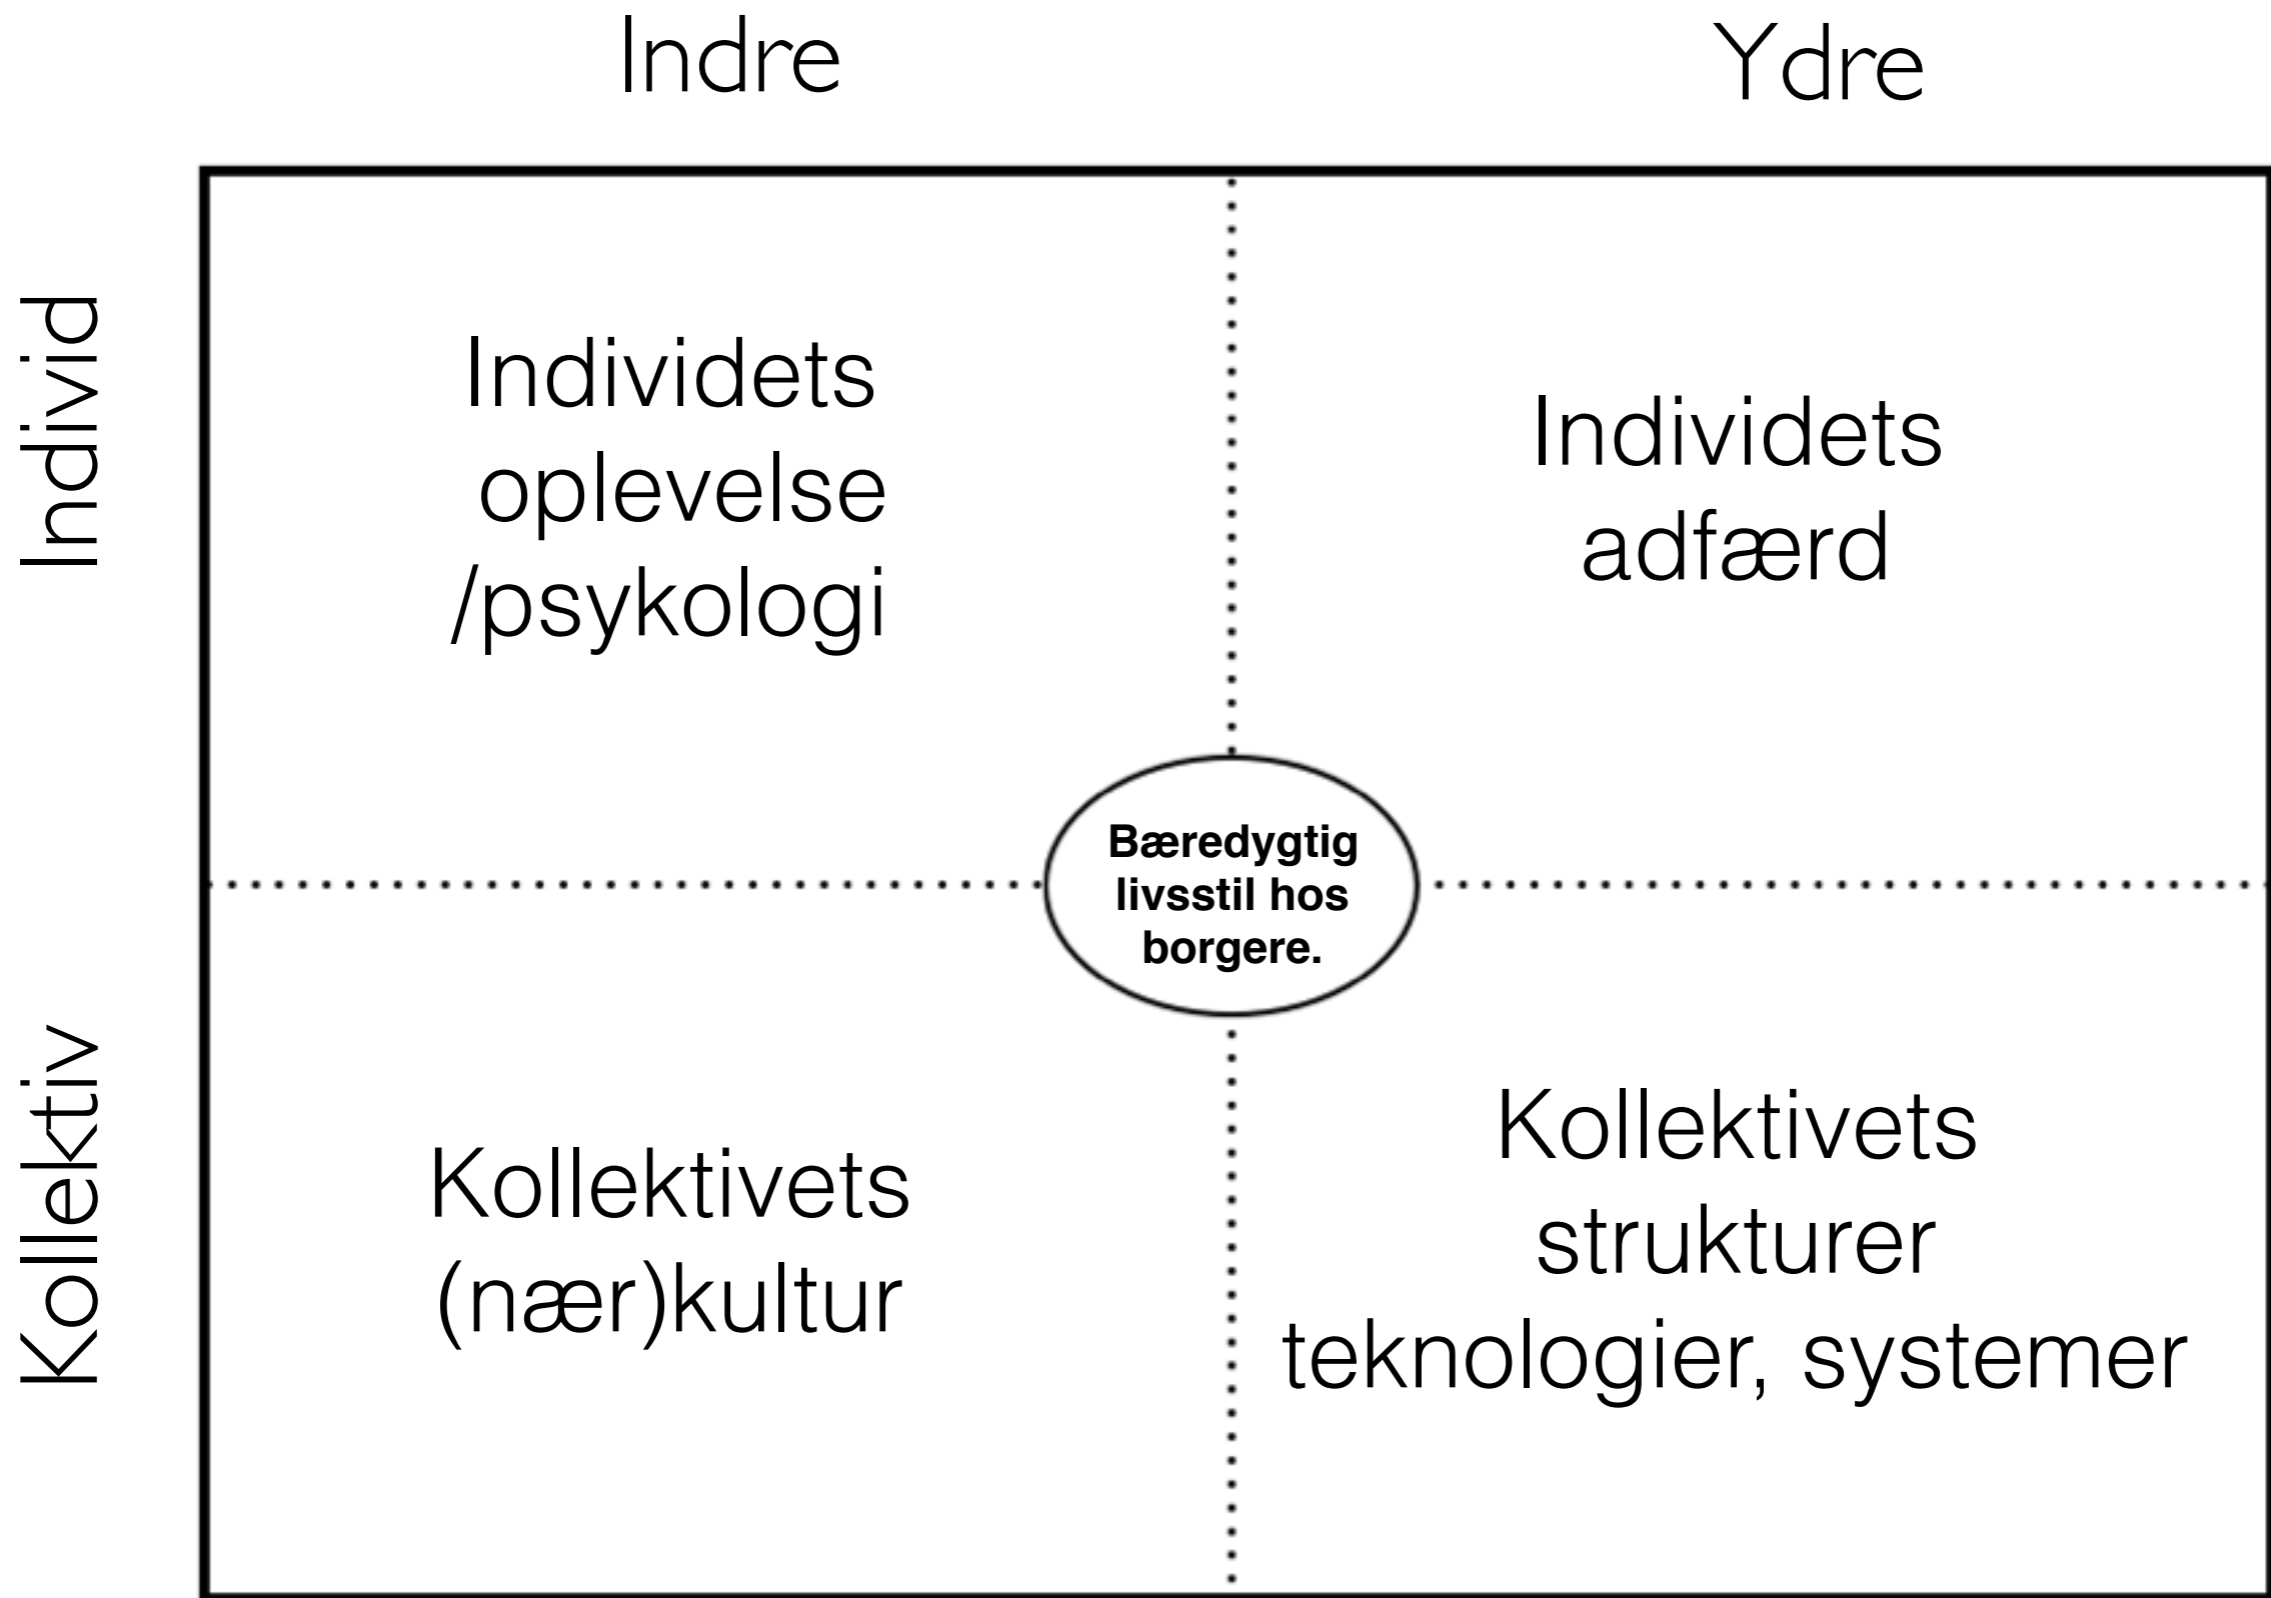 Indre
Ydre
Individ
Individets
oplevelse
/psykologi
Individets
adfærd
Bæredygtig
livsstil hos
borgere.
Kollektiv
Kollektivets
(nær)kultur
Kollektivets
strukturer
teknologier, systemer